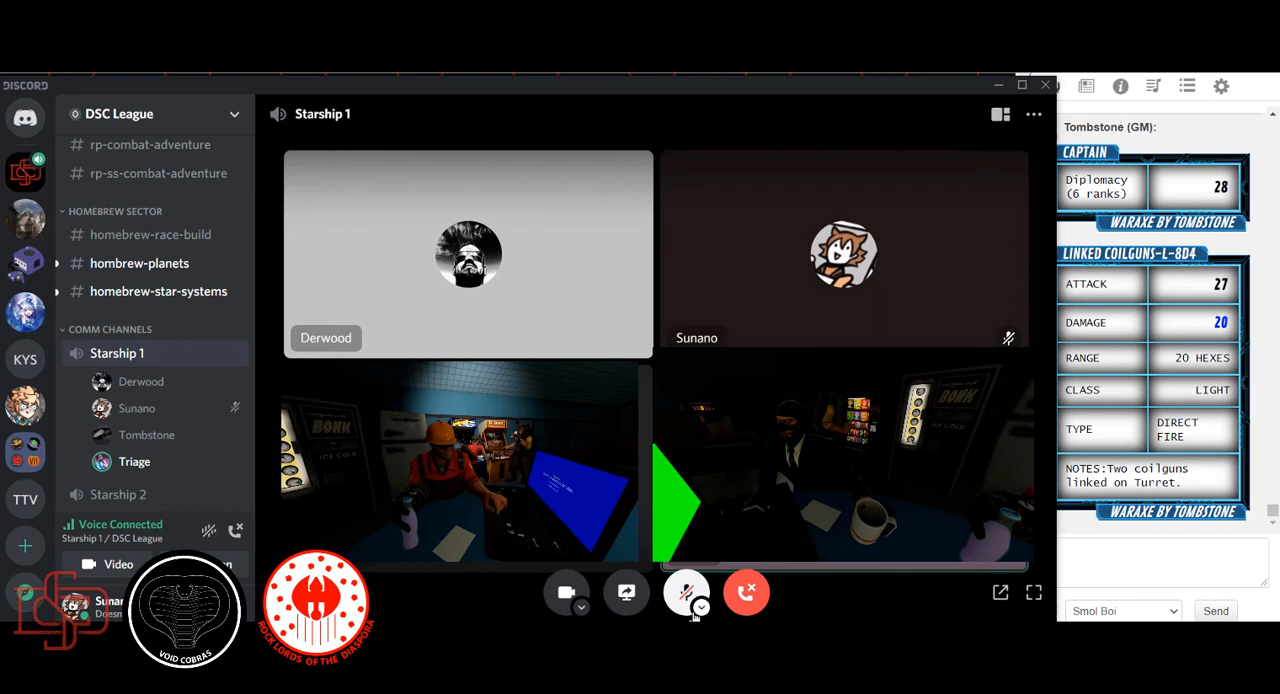 DISCORD
DSC League
# rp-combat-adventure
# rp-ss-combat-adventure
HOMEBREW SECTOR
# homebrew-race-build
# hombrew-planets
# homebrew-star-systems
COMM CHANNELS
Starship 1
Derwood
Sunano
Tombstone
Triage
Starship 2
Voice Connected
Starship 1 / DSC League
Video
KYS
TTV
Starship 1
Derwood
Sunano
BONK
ICE COLD
BONK
ICE COLD
VOID COBRAS
ROCK LORDS OF THE DIASPORA
Tombstone (GM):
CAPTAIN
Diplomacy
(6 ranks)
28
WARAXE BY TOMBSTONE
LINKED COILGUNS-L-8D4
ATTACK 27
DAMAGE 20
RANGE 20 HEXES
CLASS LIGHT
TYPE DIRECT
FIRE
NOTES:Two coilguns
linked on Turret.
WARAXE BY TOMBSTONE
Smol Boi
Send